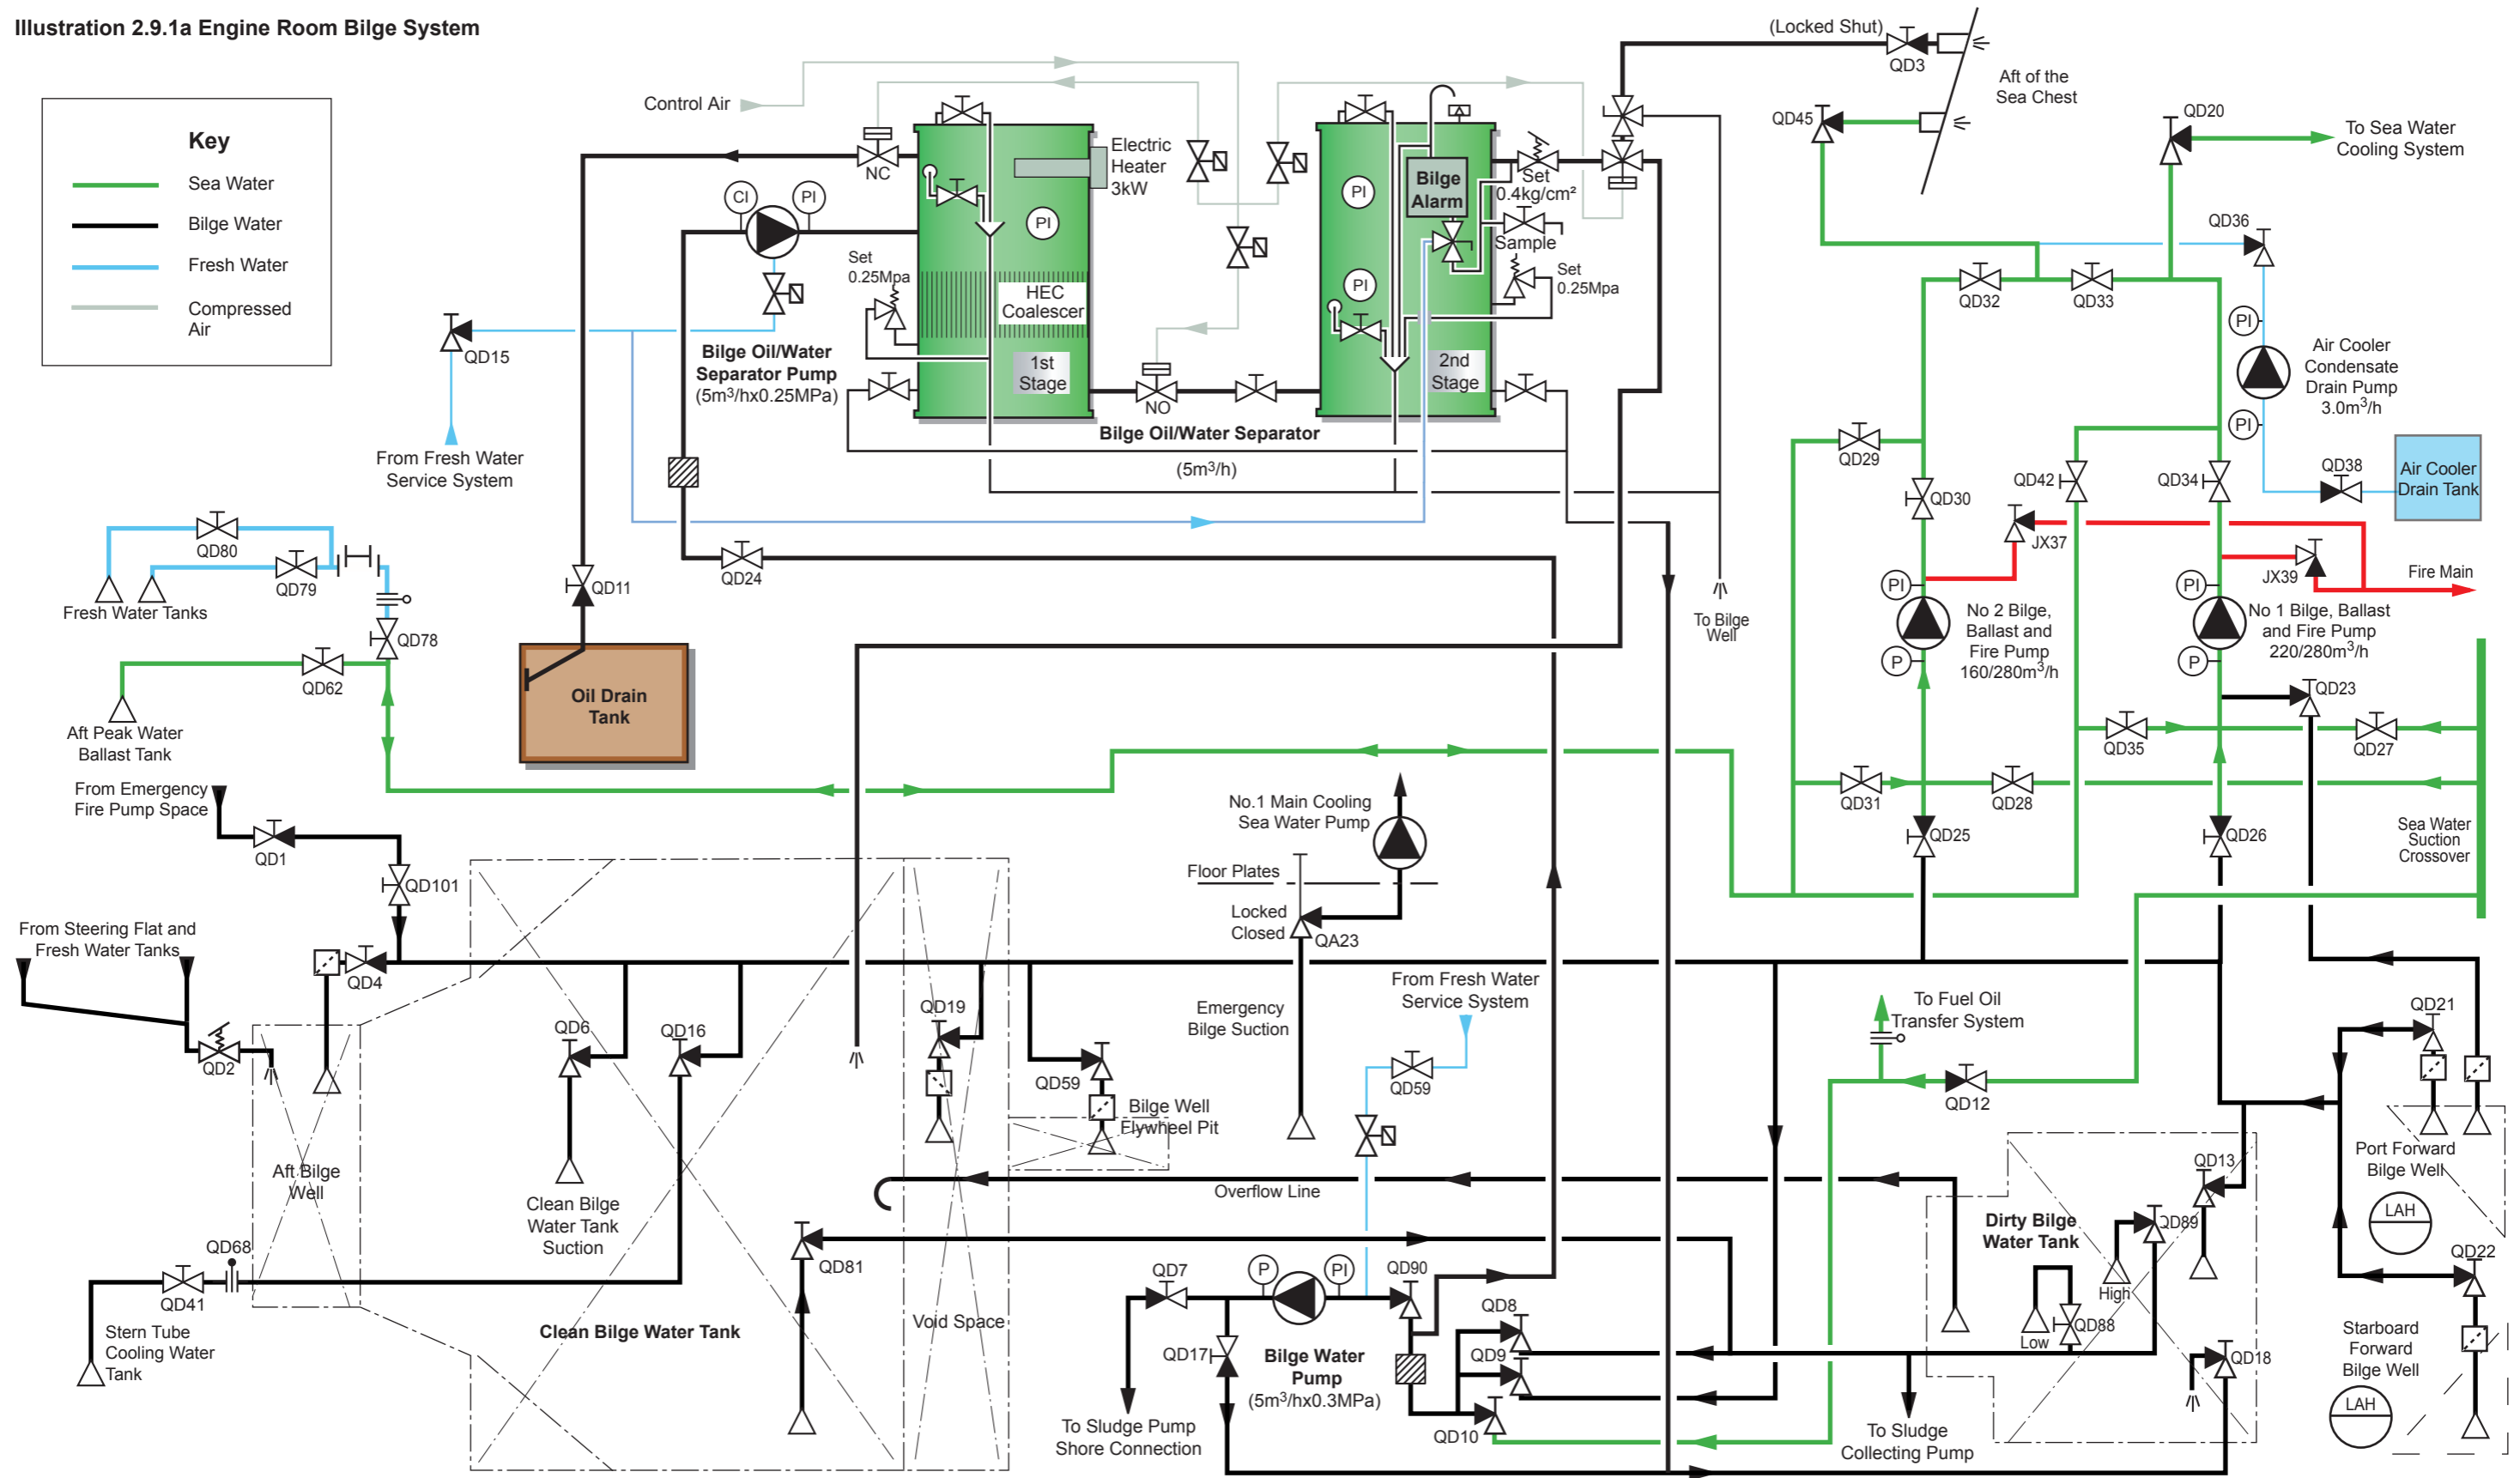 Illustration 2.9.1a Engine Room Bilge System
Key
Sea Water
Bilge Water
Fresh Water
Compressed
Air
Control Air
NC
Electric
Heater
3kW
CI
PI
PI
Set
0.25Mpa
HEC
Coalescer
1st
Stage
Bilge Oil/Water
Separator Pump
(5m³/hx0.25MPa)
QD15
From Fresh Water
Service System
NO
Bilge Oil/Water Separator
(5m³/h)
PI
PI
Bilge
Alarm
2nd
Stage
Set
0.4kg/cm²
Sample
Set
0.25Mpa
(Locked Shut)
QD3
Aft of the
Sea Chest
QD45
QD20
To Sea Water
Cooling System
QD36
QD32
QD33
PI
Air Cooler
Condensate
Drain Pump
3.0m³/h
PI
QD38
Air Cooler
Drain Tank
QD29
QD30
QD42
QD34
JX37
JX39
Fire Main
PI
P
No 2 Bilge,
Ballast and
Fire Pump
160/280m³/h
PI
P
No 1 Bilge, Ballast
and Fire Pump
220/280m³/h
QD23
QD35
QD27
QD31
QD28
QD25
QD26
Sea Water
Suction
Crossover
To Bilge
Well
QD80
QD79
Fresh Water Tanks
QD78
QD62
Aft Peak Water
Ballast Tank
QD11
QD24
Oil Drain
Tank
From Emergency
Fire Pump Space
QD1
QD101
From Steering Flat and
Fresh Water Tanks
QD4
QD2
Aft Bilge
Well
QD6
QD16
Clean Bilge
Water Tank
Suction
QD68
QD41
Stern Tube
Cooling Water
Tank
Clean Bilge Water Tank
QD81
QD19
Void Space
QD59
Bilge Well
Flywheel Pit
No.1 Main Cooling
Sea Water Pump
Floor Plates
Locked
Closed
QA23
Emergency
Bilge Suction
From Fresh Water
Service System
QD59
Overflow Line
QD7
P
PI
QD90
QD17
Bilge Water
Pump
(5m³/hx0.3MPa)
QD8
QD9
QD10
To Sludge Pump
Shore Connection
To Sludge
Collecting Pump
To Fuel Oil
Transfer System
QD12
Dirty Bilge
Water Tank
QD13
QD89
High
Low
QD88
QD18
QD21
Port Forward
Bilge Well
LAH
QD22
Starboard
Forward
Bilge Well
LAH